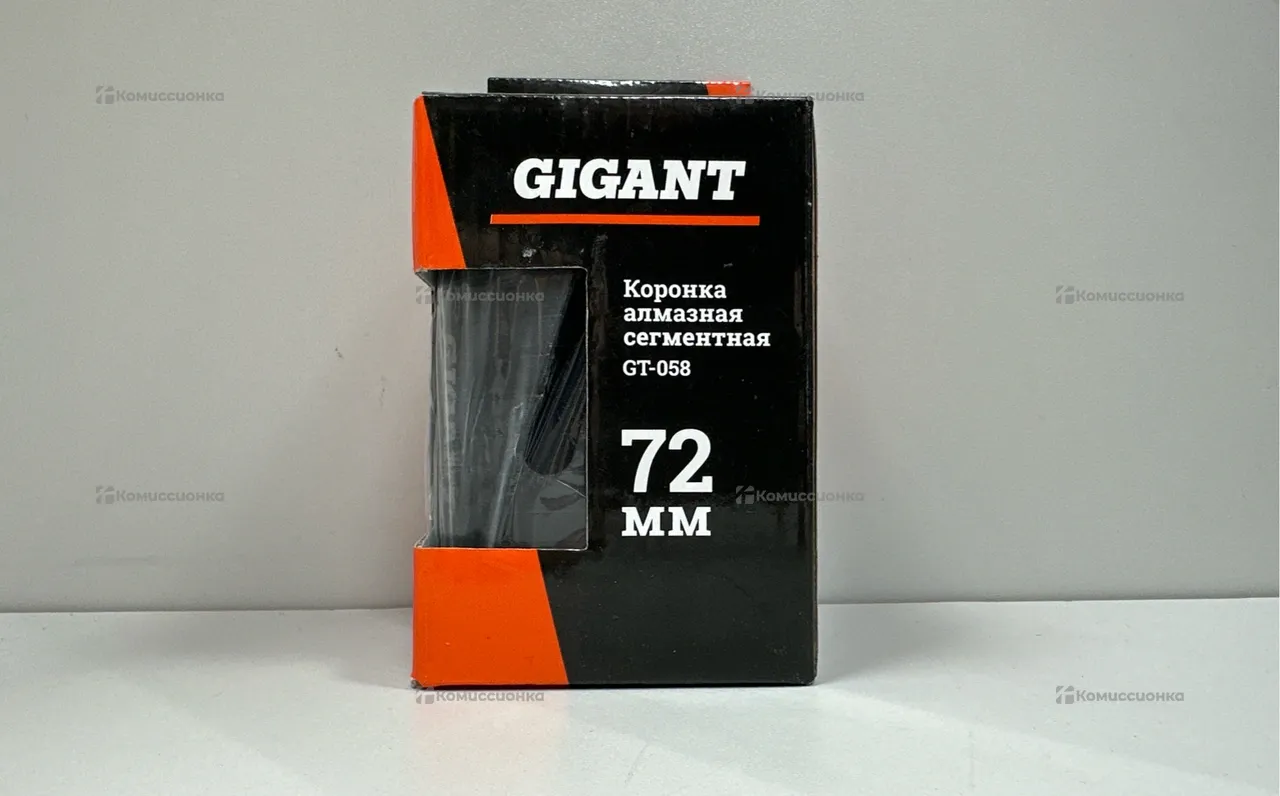 Комиссионка
Комиссионка
GIGANT
Коронка
алмазная
сегментная
GT-058
Комиссионка
Комиссионка
72
мм
Комиссионка
Комиссионка
Комиссионка
Комиссионка